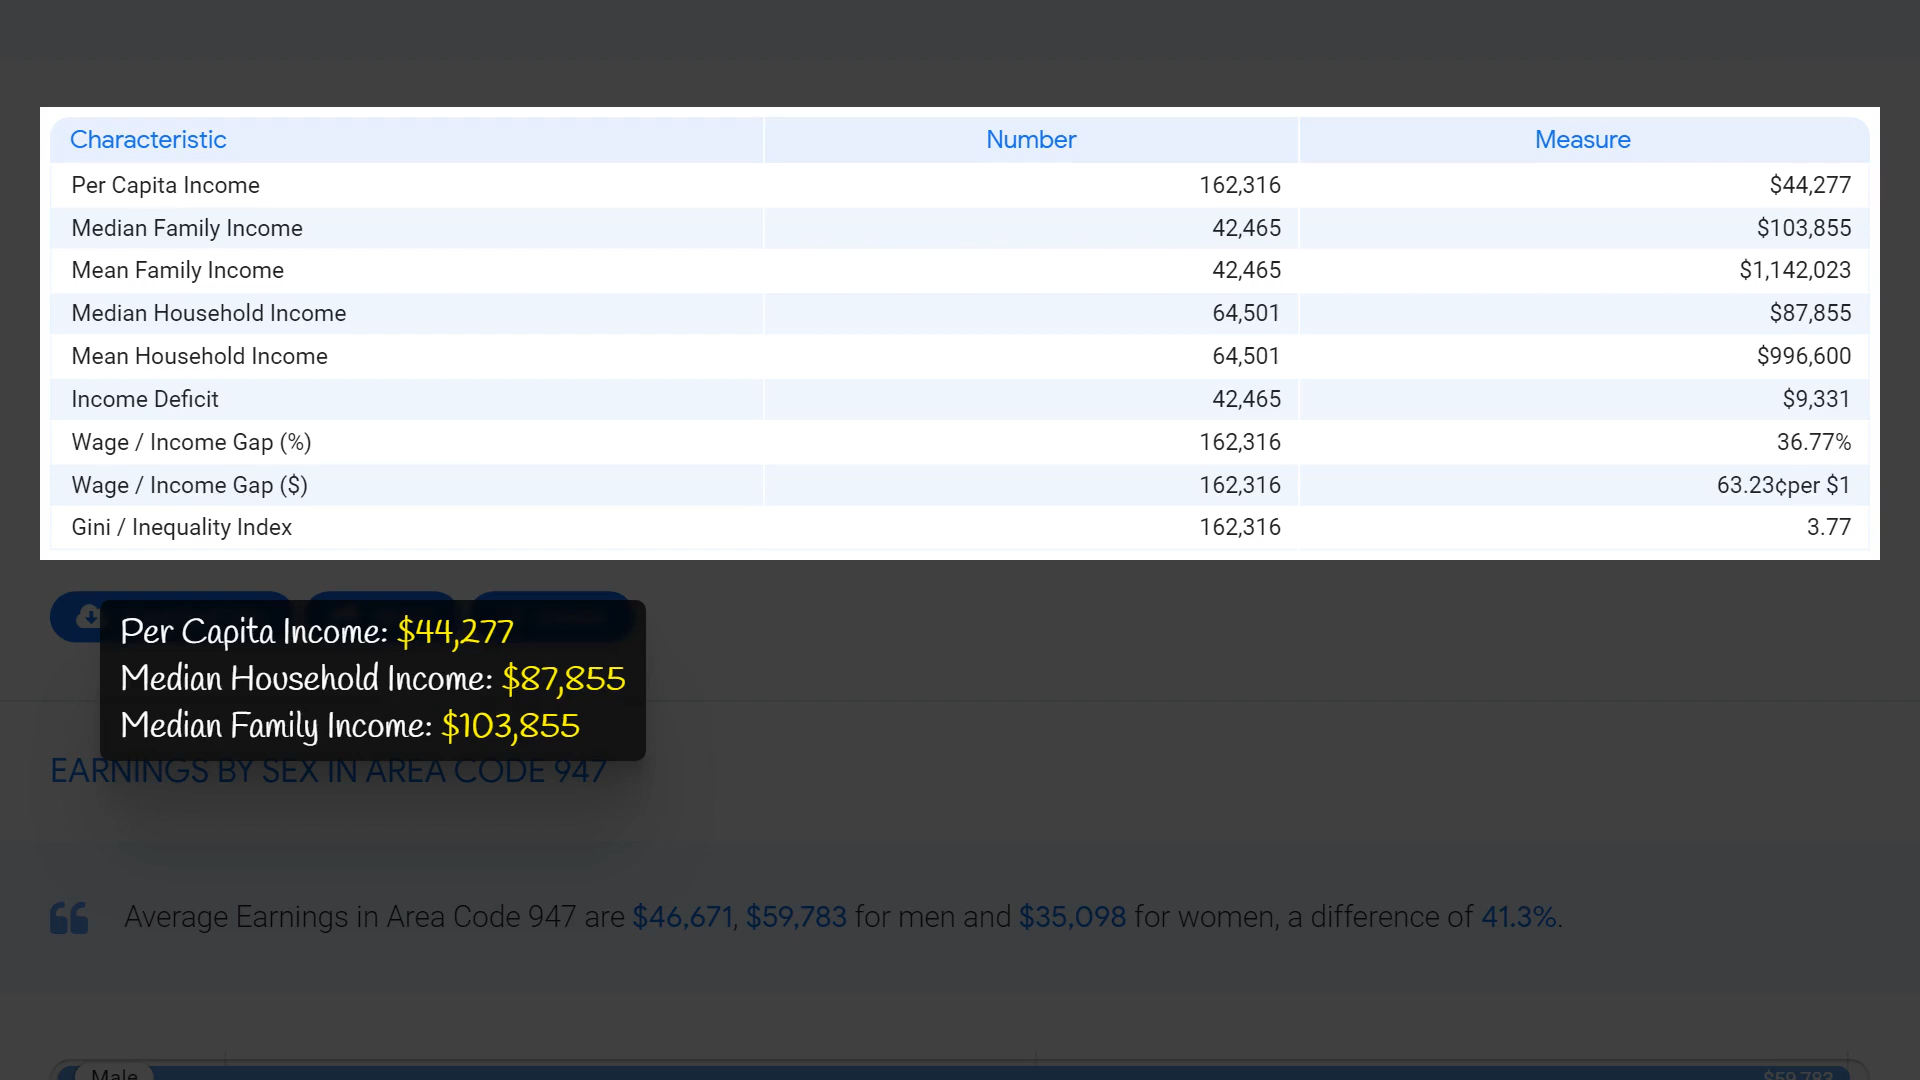 Characteristic Number Measure
Per Capita Income 162,316 $44,277
Median Family Income 42,465 $103,855
Mean Family Income 42,465 $1,142,023
Median Household Income 64,501 $87,855
Mean Household Income 64,501 $996,600
Income Deficit 42,465 $9,331
Wage / Income Gap (%) 162,316 36.77%
Wage / Income Gap ($) 162,316 63.23¢per $1
Gini / Inequality Index 162,316 3.77
Per Capita Income: $44,277
Median Household Income: $87,855
Median Family Income: $103,855
EARNINGS BY SEX IN AREA CODE 947
Average Earnings in Area Code 947 are $46,671, $59,783 for men and $35,098 for women, a difference of 41.3%.
Male $59,783